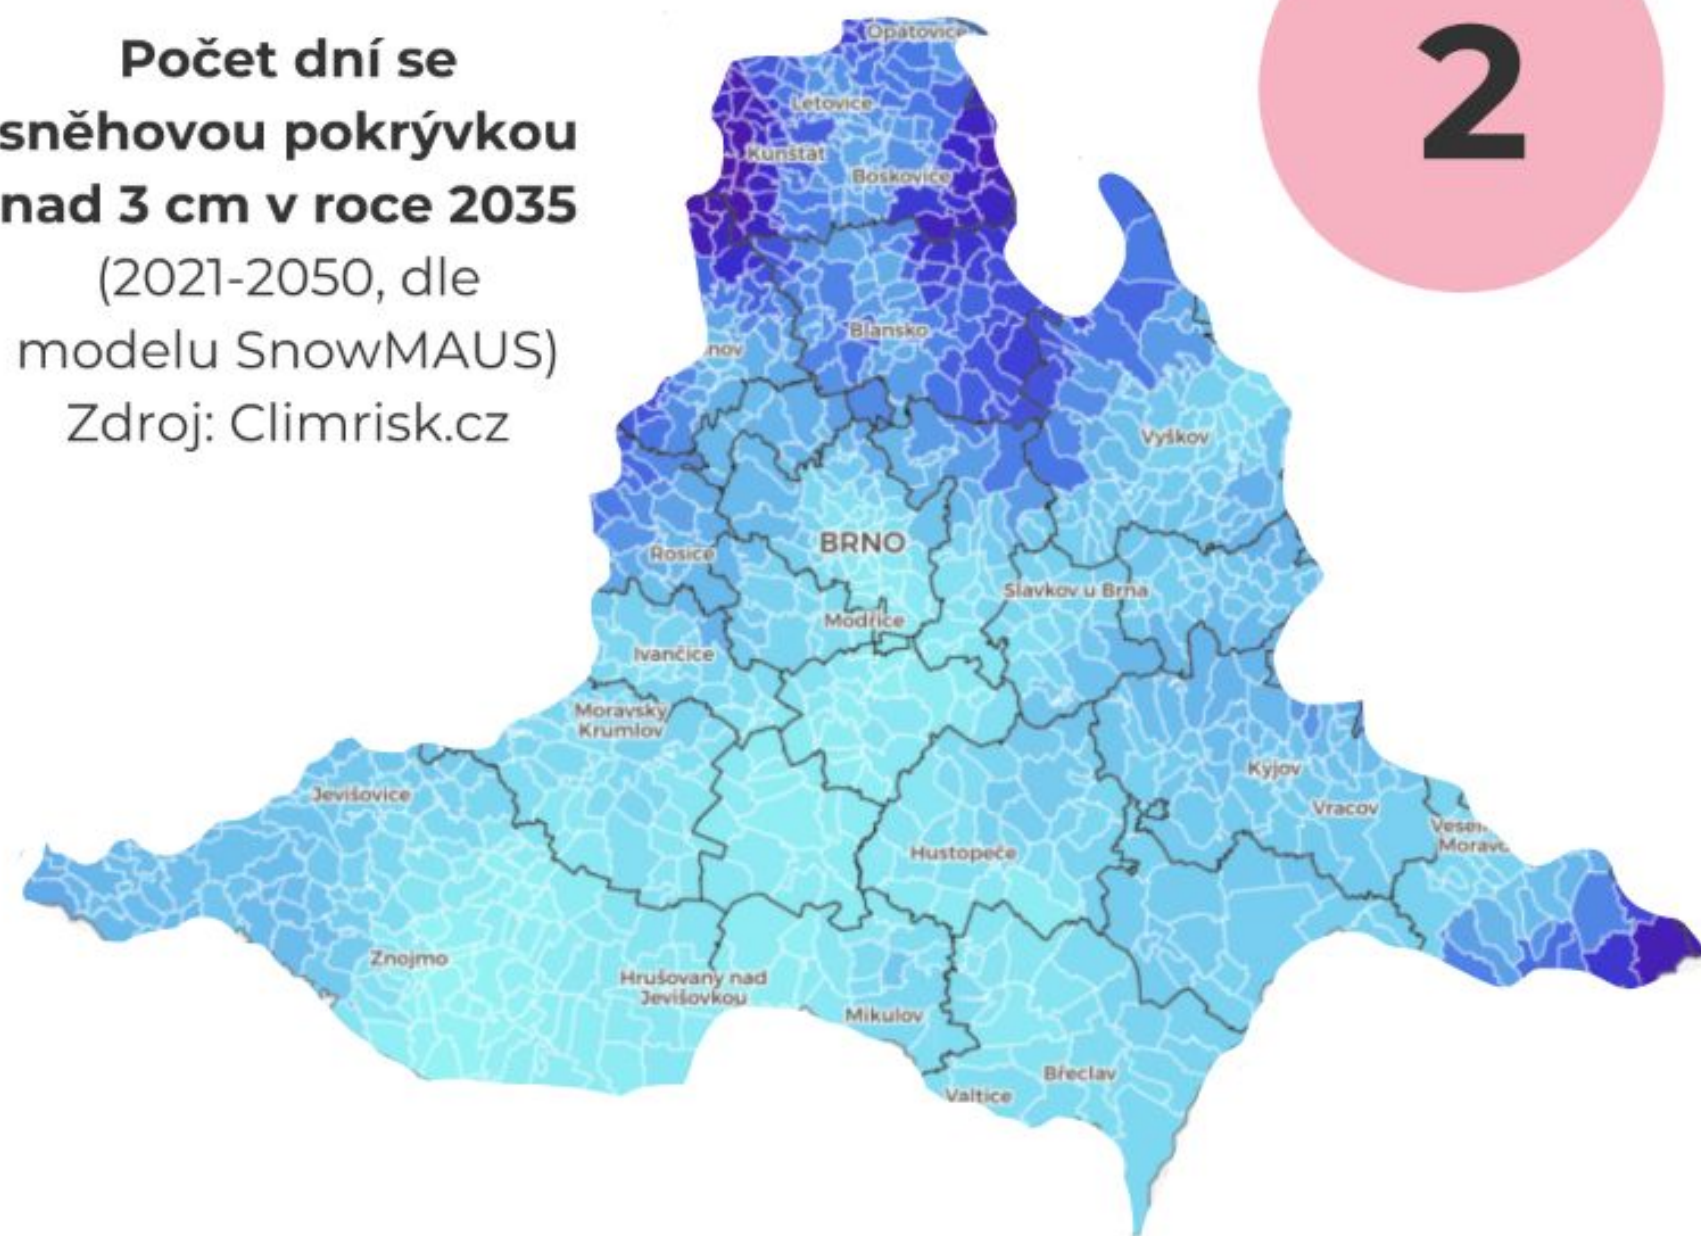 Počet dní se
sněhovou pokrývkou
nad 3 cm v roce 2035
(2021-2050, dle
modelu SnowMAUS)
Zdroj: Climrisk.cz
2
Opatovice
Letovice
Kunštát
Boskovice
Blansko
Vyškov
BRNO
Rosice
Slavkov u Brna
Modřice
Ivančice
Moravský
Krumlov
Kyjov
Jevišovice
Vracov
Hustopeče
Znojmo
Hrušovany nad
Jevišovkou
Mikulov
Břeclav
Valtice